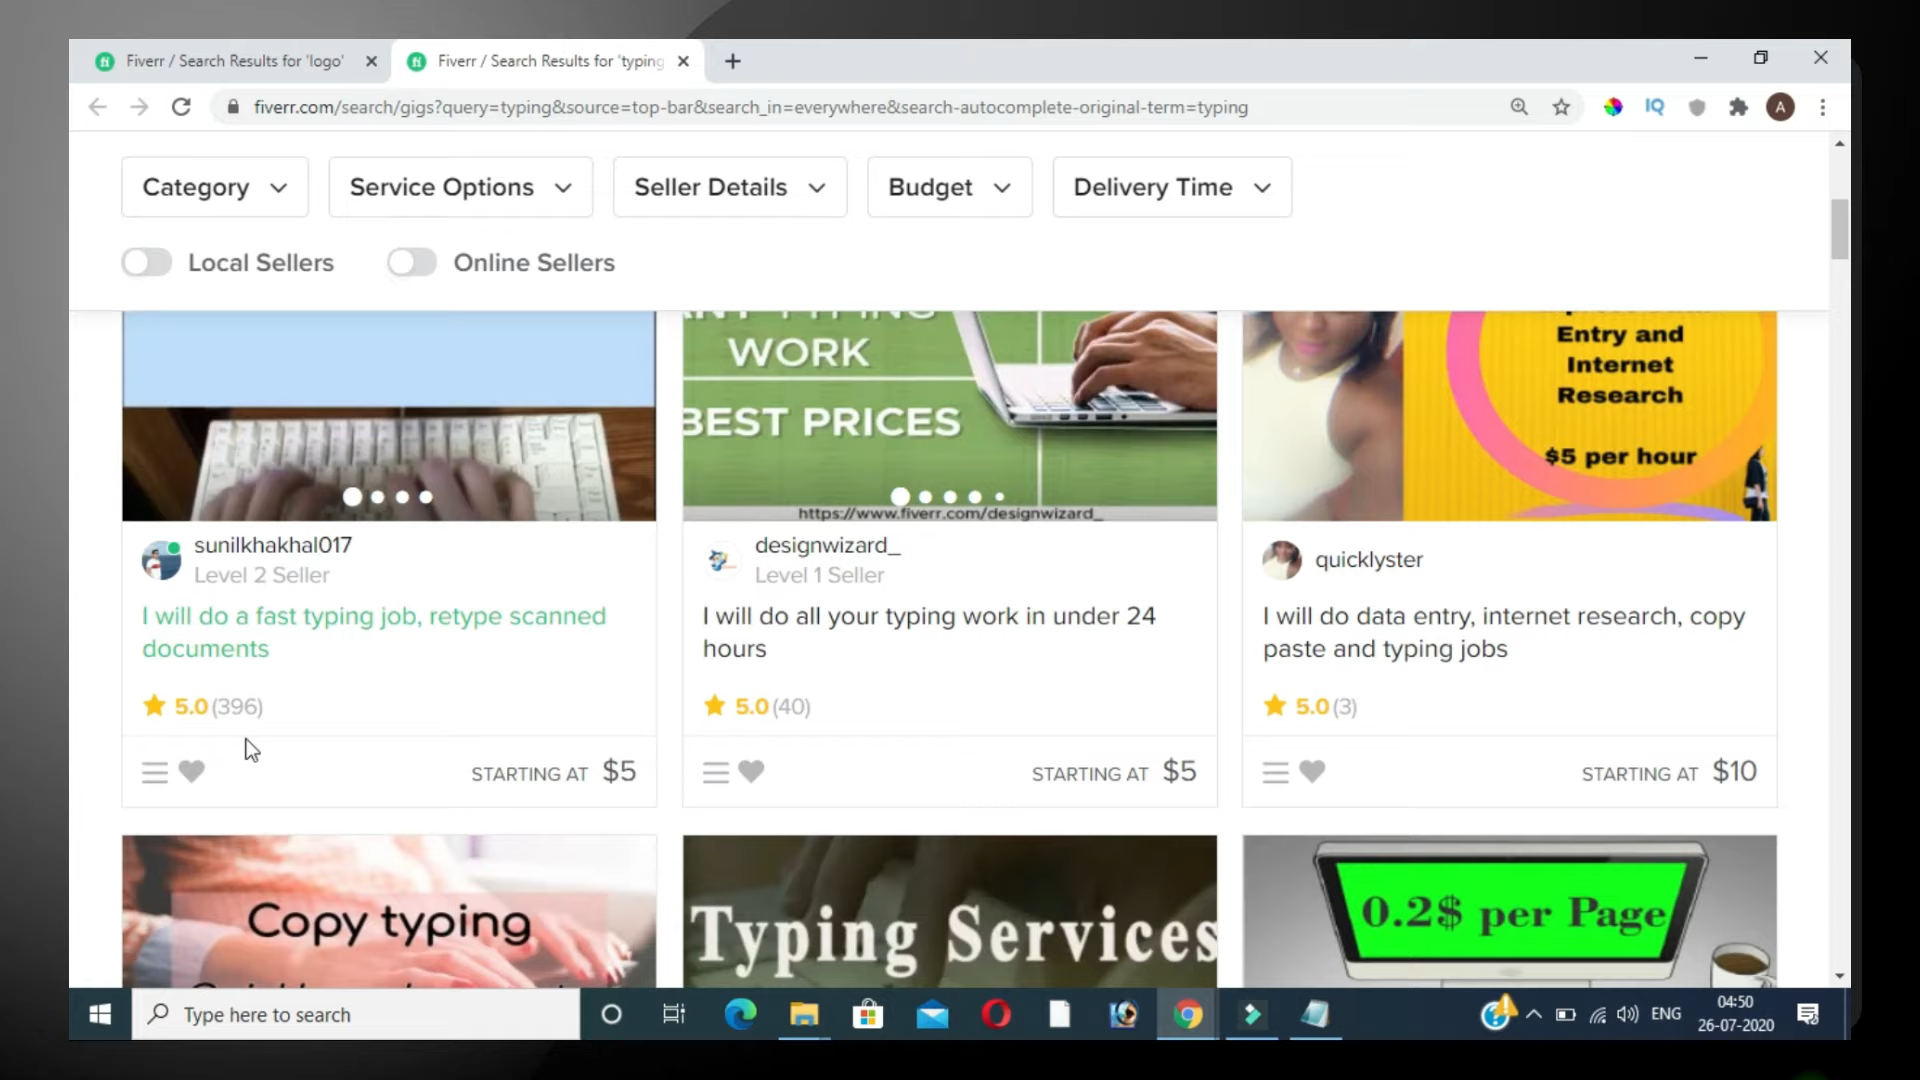 Fiverr / Search Results for 'logo'
Fiverr / Search Results for 'typing
fiverr.com/search/gigs?query=typing&source=top-bar&search_in=everywhere&search-autocomplete-original-term=typing
IQ
A
Category
Service Options
Seller Details
Budget
Delivery Time
Local Sellers
Online Sellers
TYPING
WORK
BEST PRICES
https://www.fiverr.com/designwizard_
Entry and
Internet
Research
$5 per hour
sunilkhakhal017
Level 2 Seller
I will do a fast typing job, retype scanned
documents
5.0 (396)
STARTING AT $5
designwizard_
Level 1 Seller
I will do all your typing work in under 24
hours
5.0 (40)
STARTING AT $5
quicklyster
I will do data entry, internet research, copy
paste and typing jobs
5.0 (3)
STARTING AT $10
Copy typing
Typing Services
0.2$ per Page
Type here to search
ENG
04:50
26-07-2020